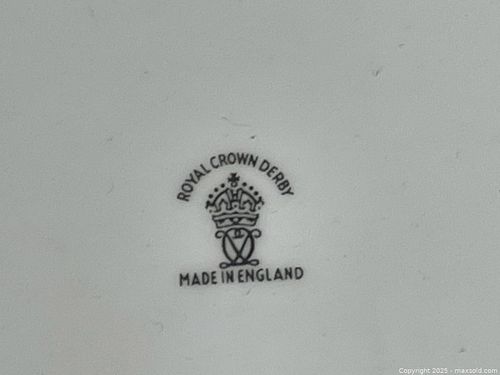 ROYAL CROWN DERBY
MADE IN ENGLAND
Copyright 2025 - maxsold.com